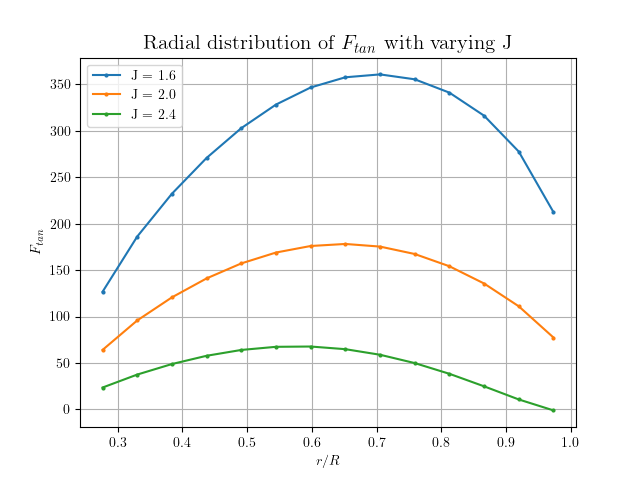 Radial distribution of F_tan with varying J
J = 1.6
J = 2.0
J = 2.4
350
300
250
200
150
100
50
0
F_tan
0.3 0.4 0.5 0.6 0.7 0.8 0.9 1.0
r/R